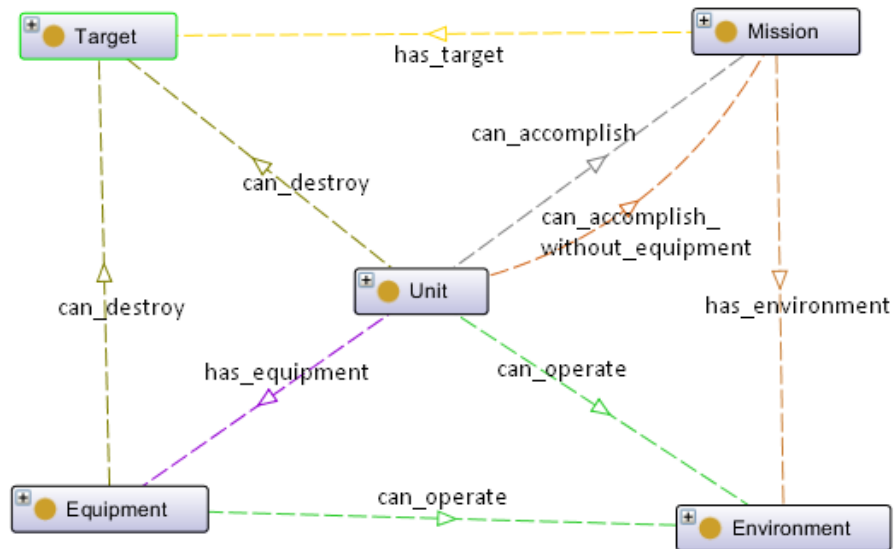 Target
Mission
has_target
can_accomplish
can_destroy
can_accomplish_
without_equipment
Unit
can_destroy
has_environment
has_equipment
can_operate
Equipment
can_operate
Environment